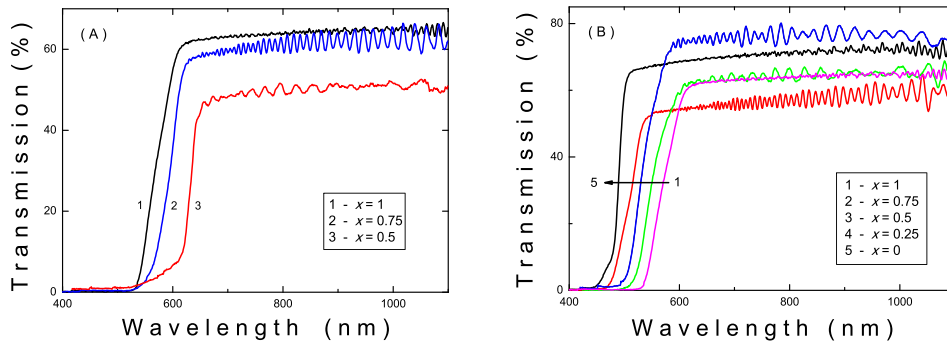 (A)
Transmission (%)
60
40
20
0
1
2
3
1 - x = 1
2 - x = 0.75
3 - x = 0.5
400
600
800
1000
Wavelength (nm)
(B)
Transmission (%)
80
40
0
5
1
1 - x = 1
2 - x = 0.75
3 - x = 0.5
4 - x = 0.25
5 - x = 0
400
600
800
1000
Wavelength (nm)